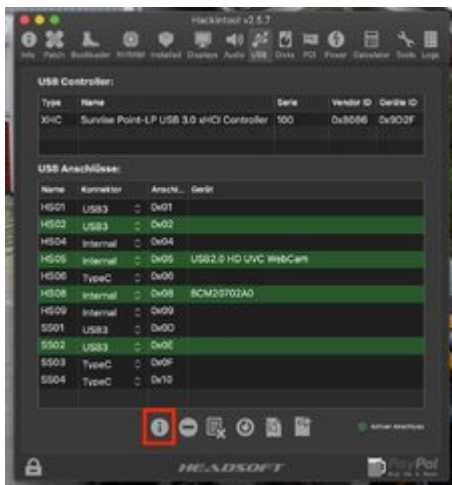 Hackintool v2.5.7
Info Patch Bootloader NVRAM Installed Displays Audio USB Disks PCI Power Calculator Tools Logs
USB Controller:
Type Name Serie Vendor ID Geräte ID
XHC Sunrise Point-LP USB 3.0 xHCI Controller 100 0x8086 0x9D2F
USB Anschlüsse:
Name Konnektor Anschl... Gerät
HS01 USB3 0x01
HS02 USB3 0x02
HS04 Internal 0x04
HS05 Internal 0x05 USB2.0 HD UVC WebCam
HS06 TypeC 0x06
HS08 Internal 0x08 BCM20702A0
HS09 Internal 0x09
SS01 USB3 0x0D
SS02 USB3 0x0E
SS03 TypeC 0x0F
SS04 TypeC 0x10
HEADSOFT
PayPal